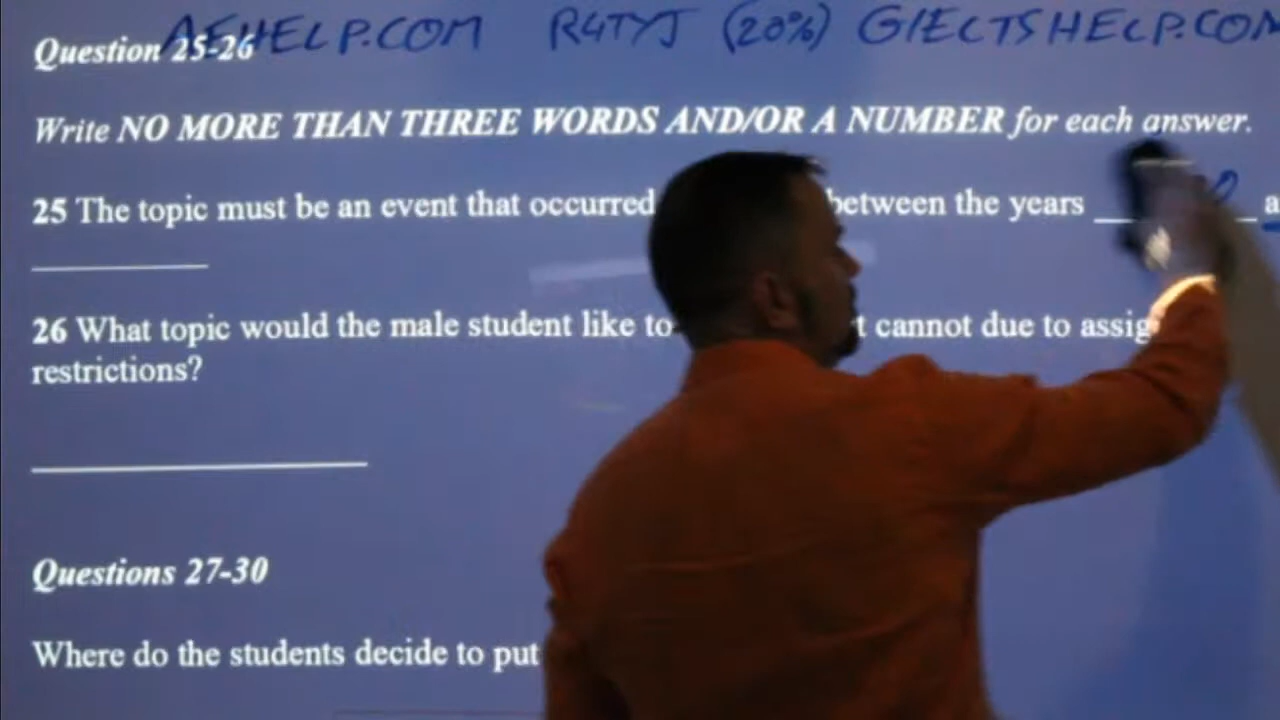 AEHELP.COM R4TYJ (20%) GIELTSHELP.COM
Question 25-26
Write NO MORE THAN THREE WORDS AND/OR A NUMBER for each answer.
25 The topic must be an event that occurred between the years
26 What topic would the male student like to cannot due to
restrictions?
Questions 27-30
Where do the students decide to put